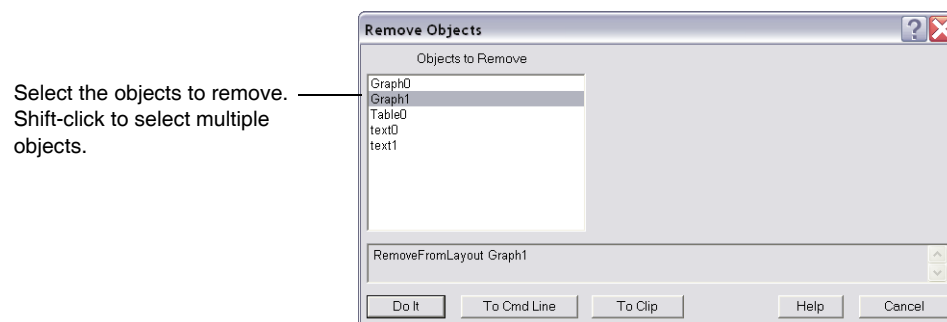 Remove Objects
Objects to Remove
Select the objects to remove.
Shift-click to select multiple
objects.
Graph0
Graph1
Table0
text0
text1
RemoveFromLayout Graph1
Do It
To Cmd Line
To Clip
Help
Cancel